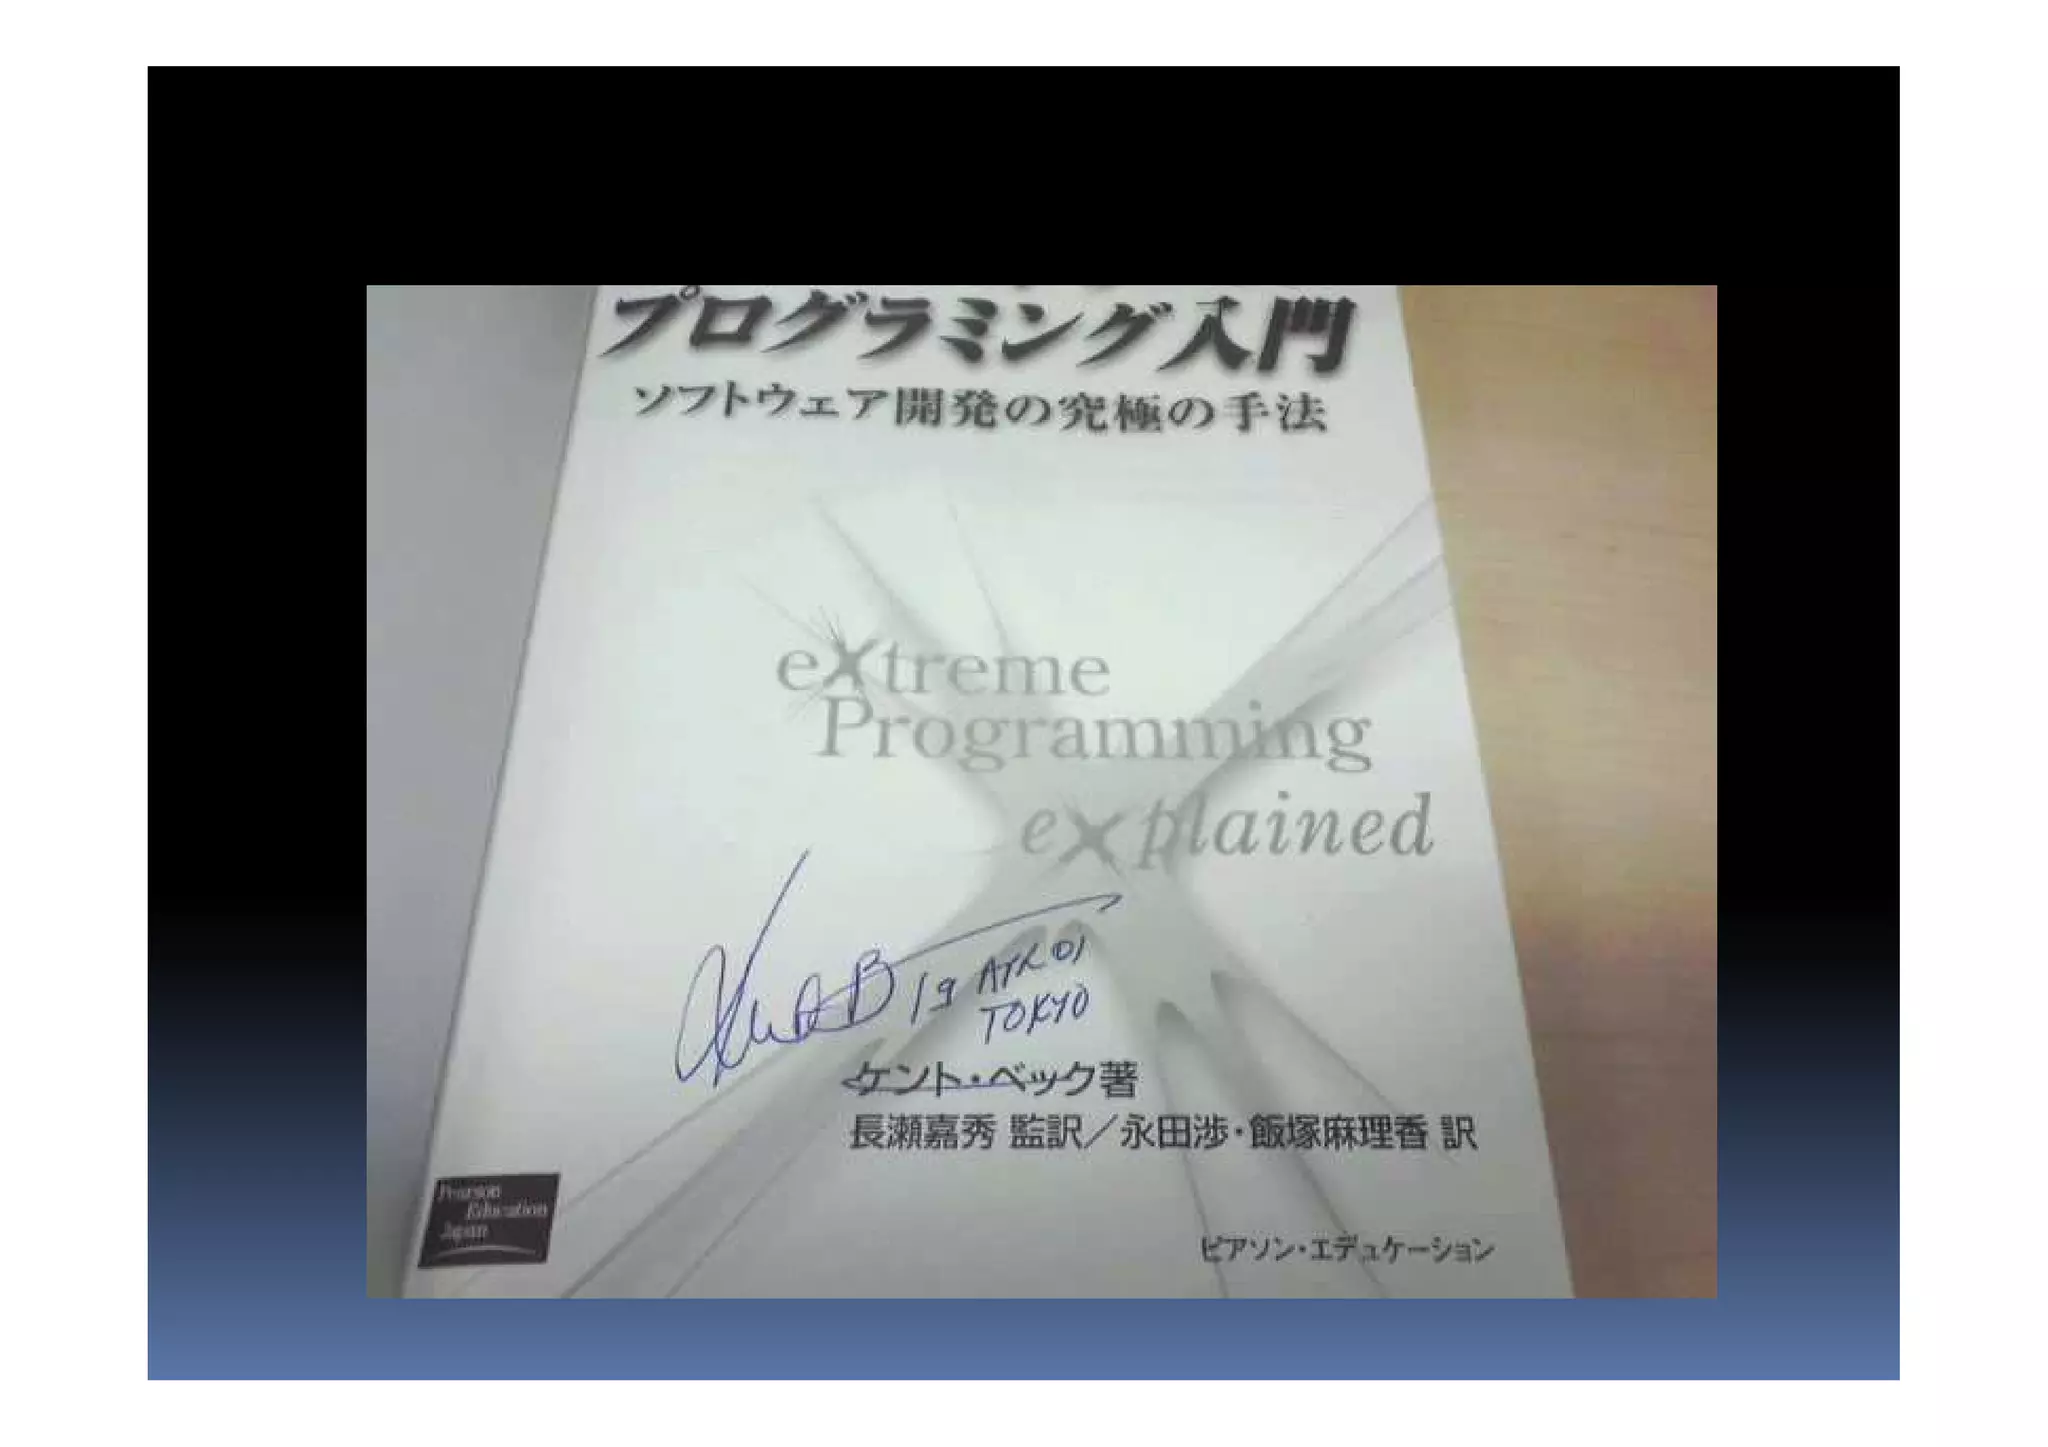 プログラミング入門
ソフトウェア開発の究極の手法
eXtreme
Programming
explained
19 APR 01
TOKYO
ケント・ベック著
長瀬嘉秀 監訳／永田渉・飯塚麻理香 訳
Pearson
Education
Japan
ピアソン・エデュケーション